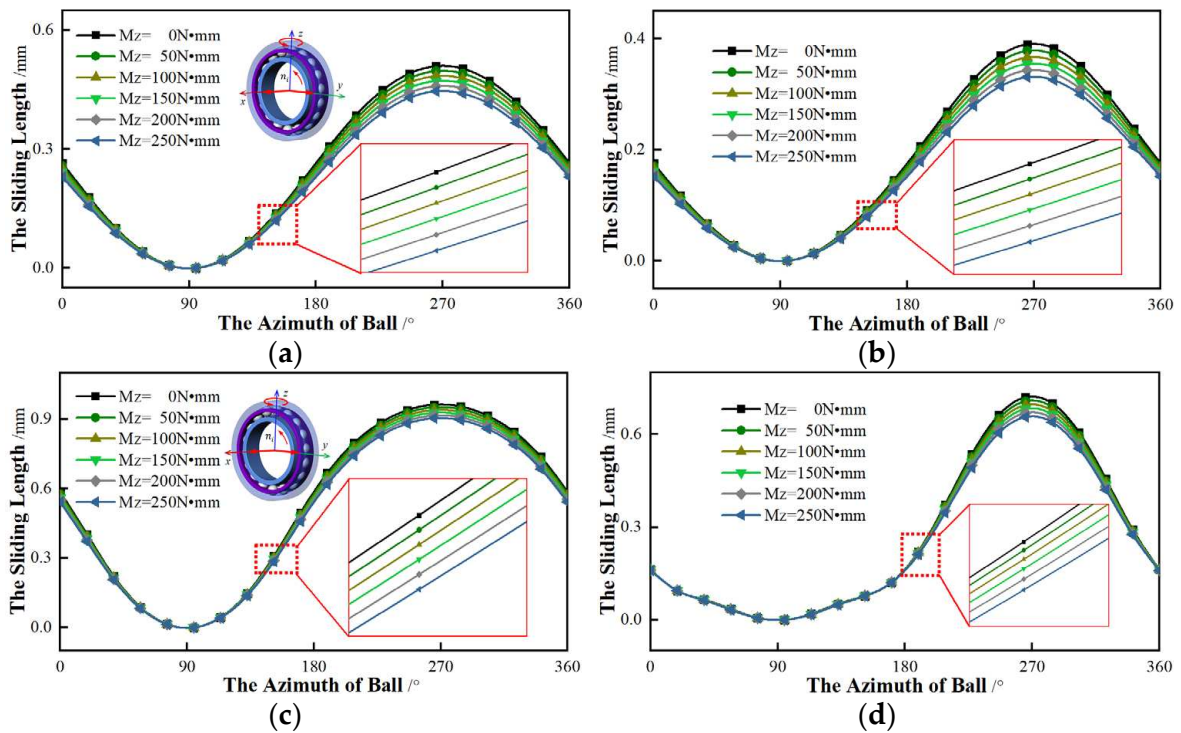 The Sliding Length /mm
0.6
0.3
0.0
Mz= 0N•mm
Mz= 50N•mm
Mz=100N•mm
Mz=150N•mm
Mz=200N•mm
Mz=250N•mm
z
n_i
x
y
0
90
180
270
360
The Azimuth of Ball /°
(a)
The Sliding Length /mm
0.4
0.2
0.0
Mz= 0N•mm
Mz= 50N•mm
Mz=100N•mm
Mz=150N•mm
Mz=200N•mm
Mz=250N•mm
0
90
180
270
360
The Azimuth of Ball /°
(b)
The Sliding Length /mm
0.9
0.6
0.3
0.0
Mz= 0N•mm
Mz= 50N•mm
Mz=100N•mm
Mz=150N•mm
Mz=200N•mm
Mz=250N•mm
z
n_i
x
y
0
90
180
270
360
The Azimuth of Ball /°
(c)
The Sliding Length /mm
0.6
0.3
0.0
Mz= 0N•mm
Mz= 50N•mm
Mz=100N•mm
Mz=150N•mm
Mz=200N•mm
Mz=250N•mm
0
90
180
270
360
The Azimuth of Ball /°
(d)